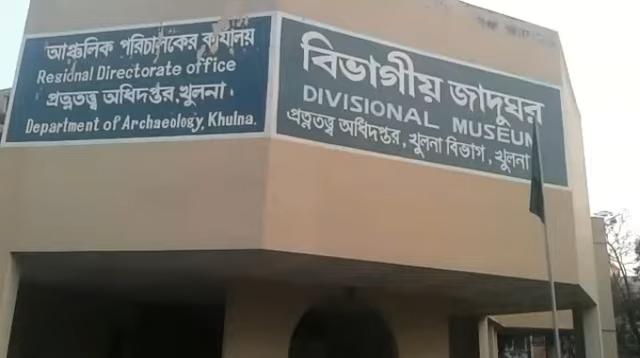 আঞ্চলিক পরিচালকের কার্যালয়
Resional Directorate office
প্রত্নতত্ত্ব অধিদপ্তর, খুলনা।
Department of Archaeology, Khulna.
বিভাগীয় জাদুঘর
DIVISIONAL MUSEUM
প্রত্নতত্ত্ব অধিদপ্তর, খুলনা বিভাগ, খুলনা